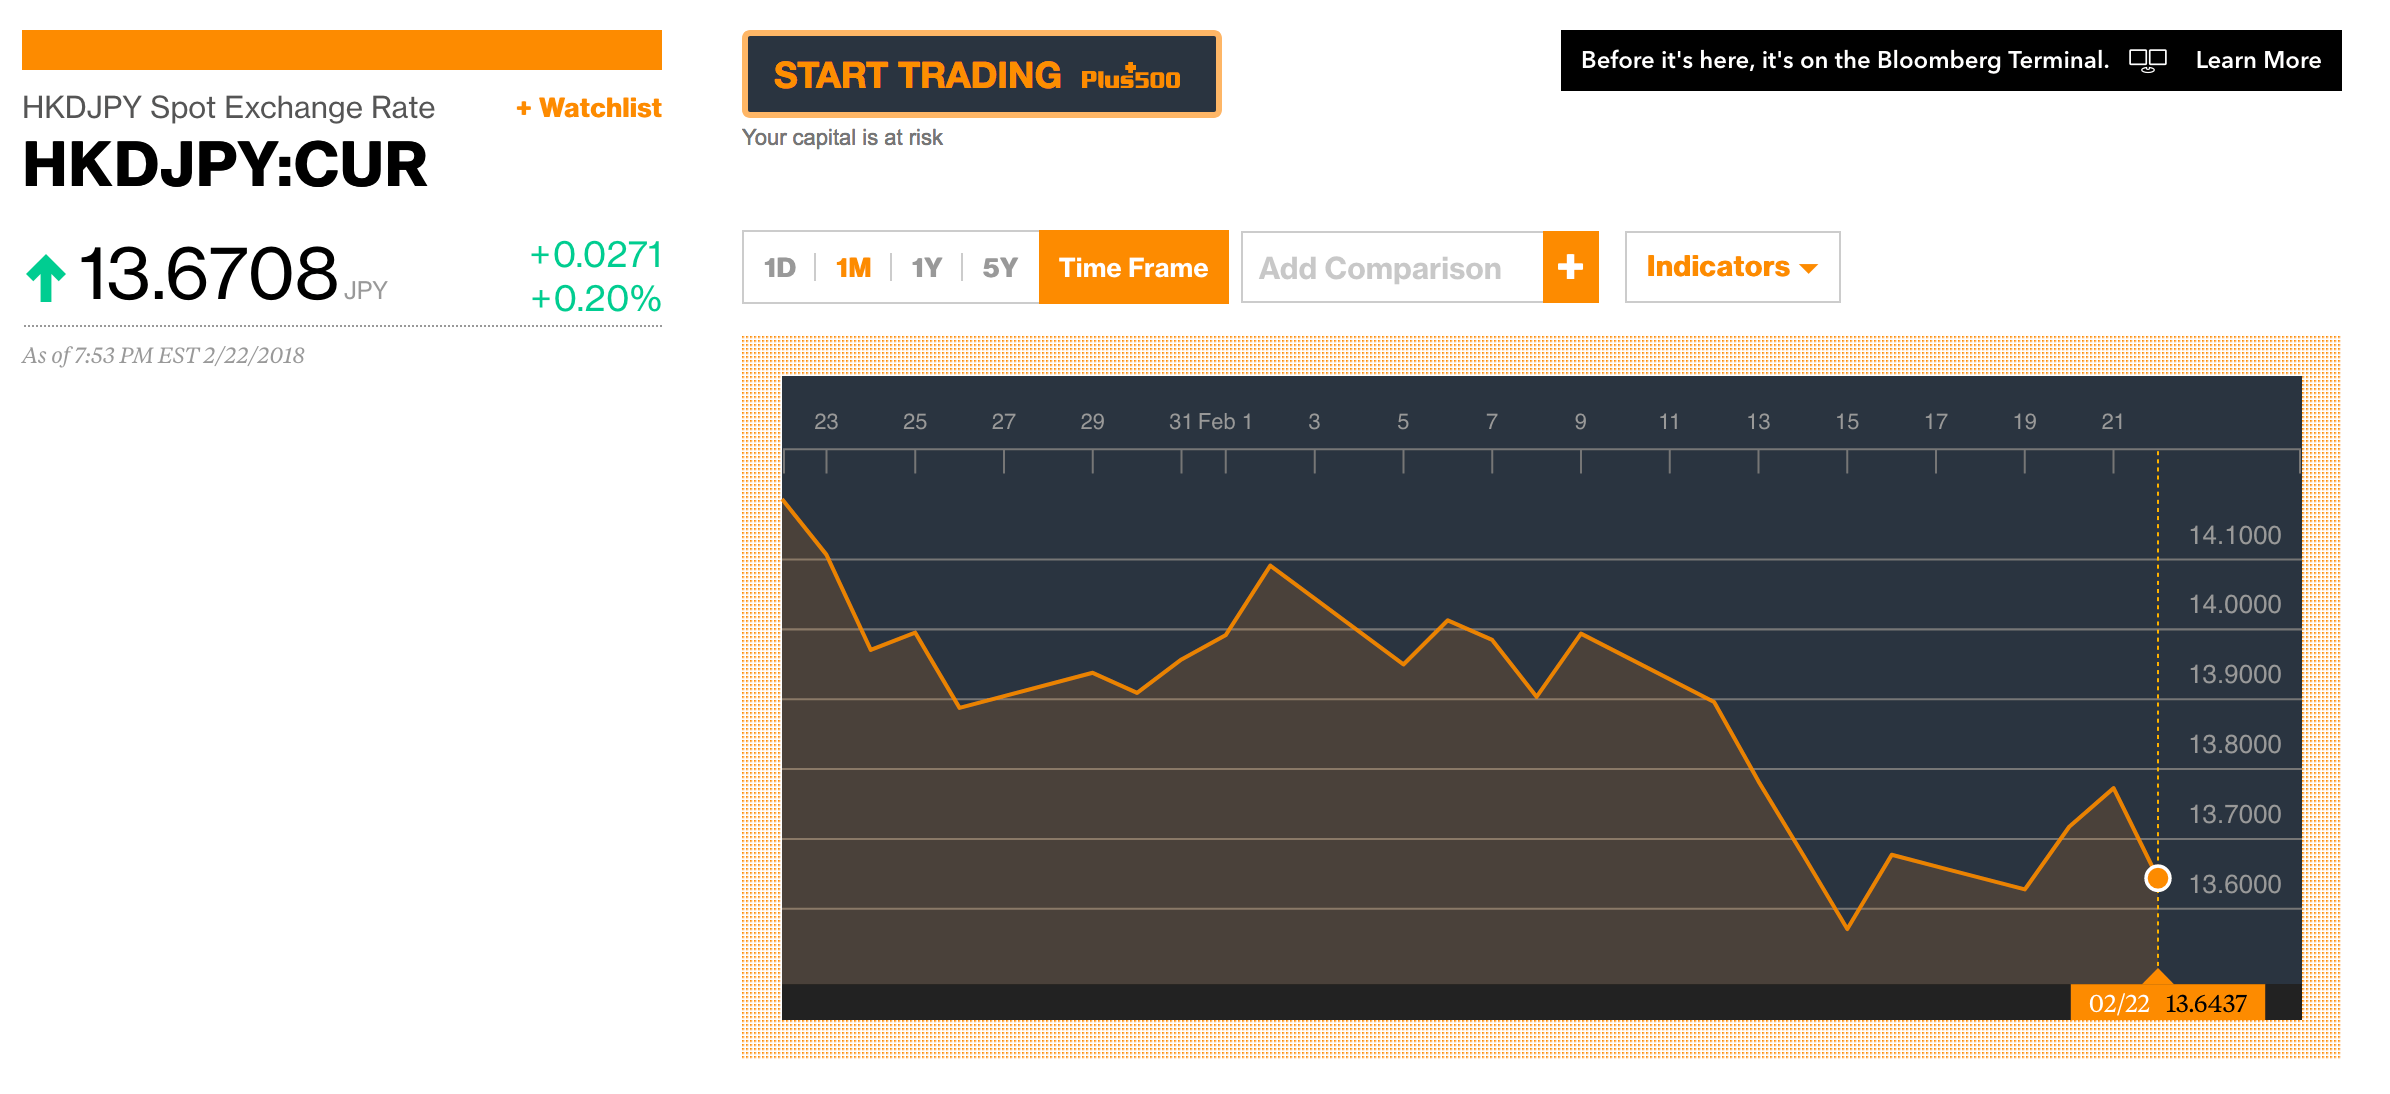 HKDJPY Spot Exchange Rate + Watchlist
HKDJPY:CUR
13.6708 JPY
+0.0271
+0.20%
As of 7:53 PM EST 2/22/2018
START TRADING Plus500
Your capital is at risk
Before it's here, it's on the Bloomberg Terminal. Learn More
1D 1M 1Y 5Y Time Frame Add Comparison + Indicators
23 25 27 29 31 Feb 1 3 5 7 9 11 13 15 17 19 21
14.1000
14.0000
13.9000
13.8000
13.7000
13.6000
02/22 13.6437